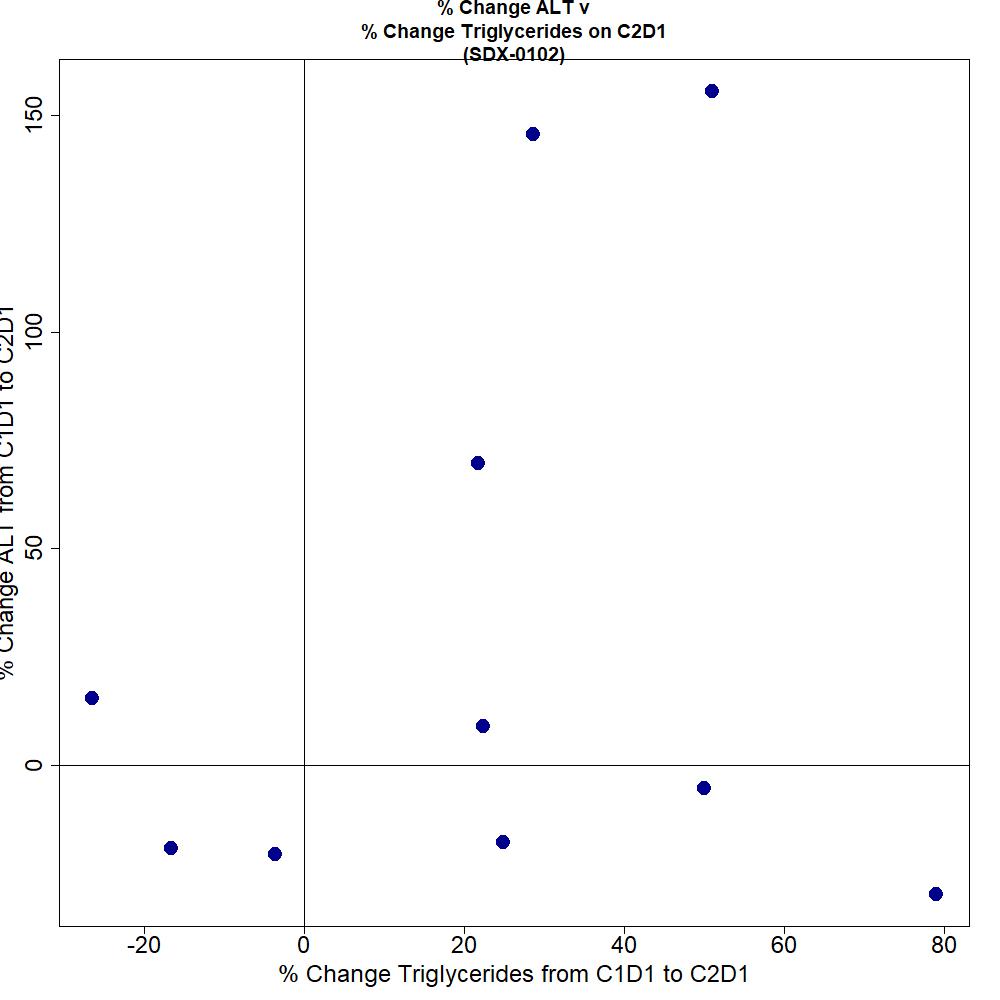 % Change ALT v
% Change Triglycerides on C2D1
(SDX-0102)
% Change ALT from C1D1 to C2D1
150
100
50
0
-20 0 20 40 60 80
% Change Triglycerides from C1D1 to C2D1